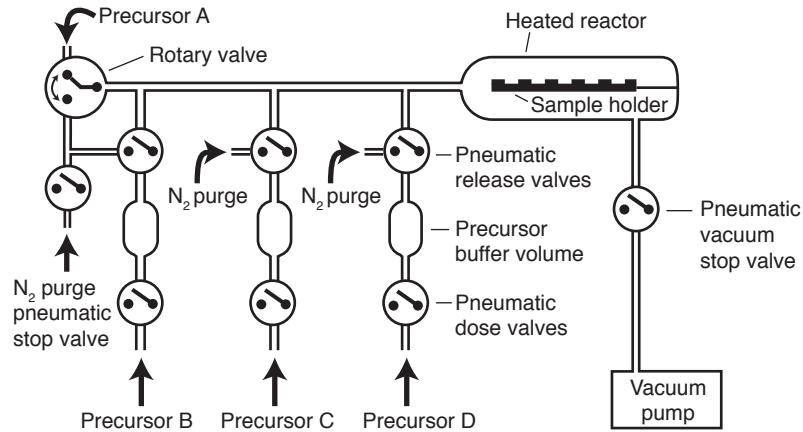 Precursor A
Rotary valve
Heated reactor
Sample holder
N₂ purge
N₂ purge
Pneumatic
release valves
Precursor
buffer volume
Pneumatic
vacuum
stop valve
N₂ purge
pneumatic
stop valve
Pneumatic
dose valves
Precursor B
Precursor C
Precursor D
Vacuum
pump